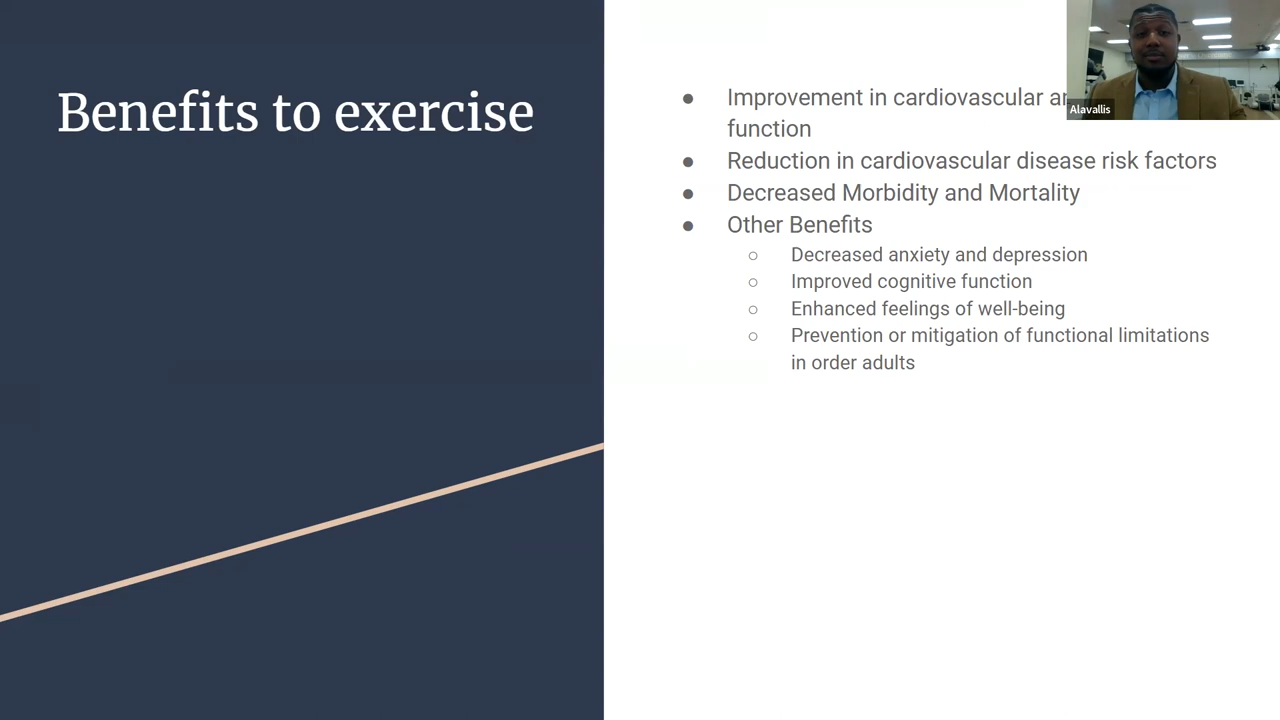 Benefits to exercise
● Improvement in cardiovascular
function
● Reduction in cardiovascular disease risk factors
● Decreased Morbidity and Mortality
● Other Benefits
○ Decreased anxiety and depression
○ Improved cognitive function
○ Enhanced feelings of well-being
○ Prevention or mitigation of functional limitations
in order adults
Alavallis